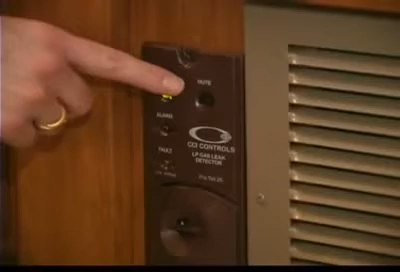 MUTE
ALARM
CCI CONTROLS
FAULT
LP GAS LEAK
DETECTOR